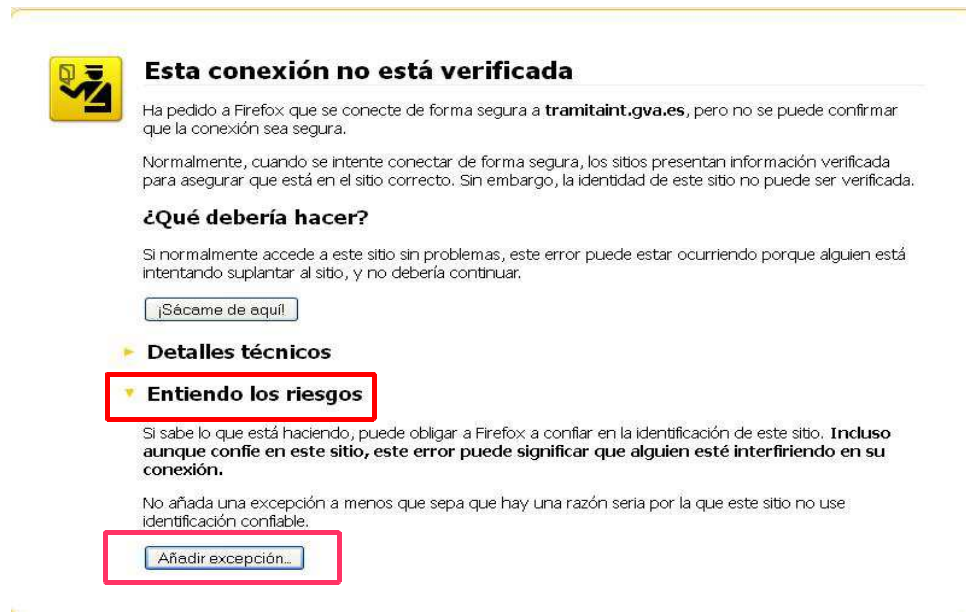 Esta conexión no está verificada
Ha pedido a Firefox que se conecte de forma segura a tramitaint.gva.es, pero no se puede confirmar
que la conexión sea segura.
Normalmente, cuando se intente conectar de forma segura, los sitios presentan información verificada
para asegurar que está en el sitio correcto. Sin embargo, la identidad de este sitio no puede ser verificada.
¿Qué debería hacer?
Si normalmente accede a este sitio sin problemas, este error puede estar ocurriendo porque alguien está
intentando suplantar al sitio, y no debería continuar.
¡Sácame de aquí!
Detalles técnicos
Entiendo los riesgos
Si sabe lo que está haciendo, puede obligar a Firefox a confiar en la identificación de este sitio. Incluso
aunque confíe en este sitio, este error puede significar que alguien esté interfiriendo en su
conexión.
No añada una excepción a menos que sepa que hay una razón seria por la que este sitio no use
identificación confiable.
Añadir excepción...